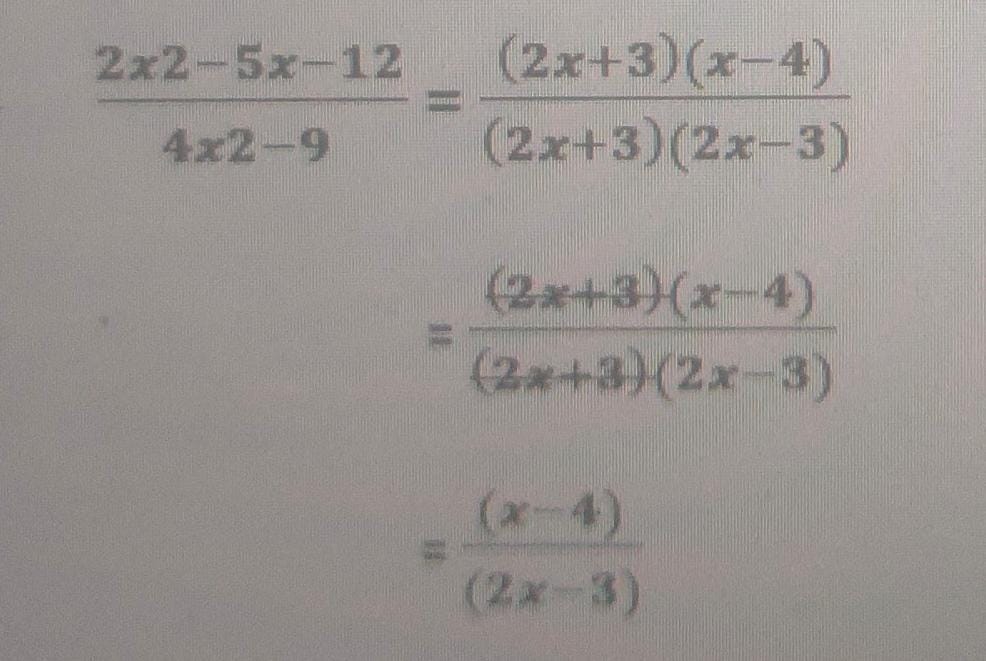 2x2−5x−12 / 4x2−9 = (2x+3)(x−4) / (2x+3)(2x−3)
= (2x+3)(x−4) / (2x+3)(2x−3)
= (x−4) / (2x−3)